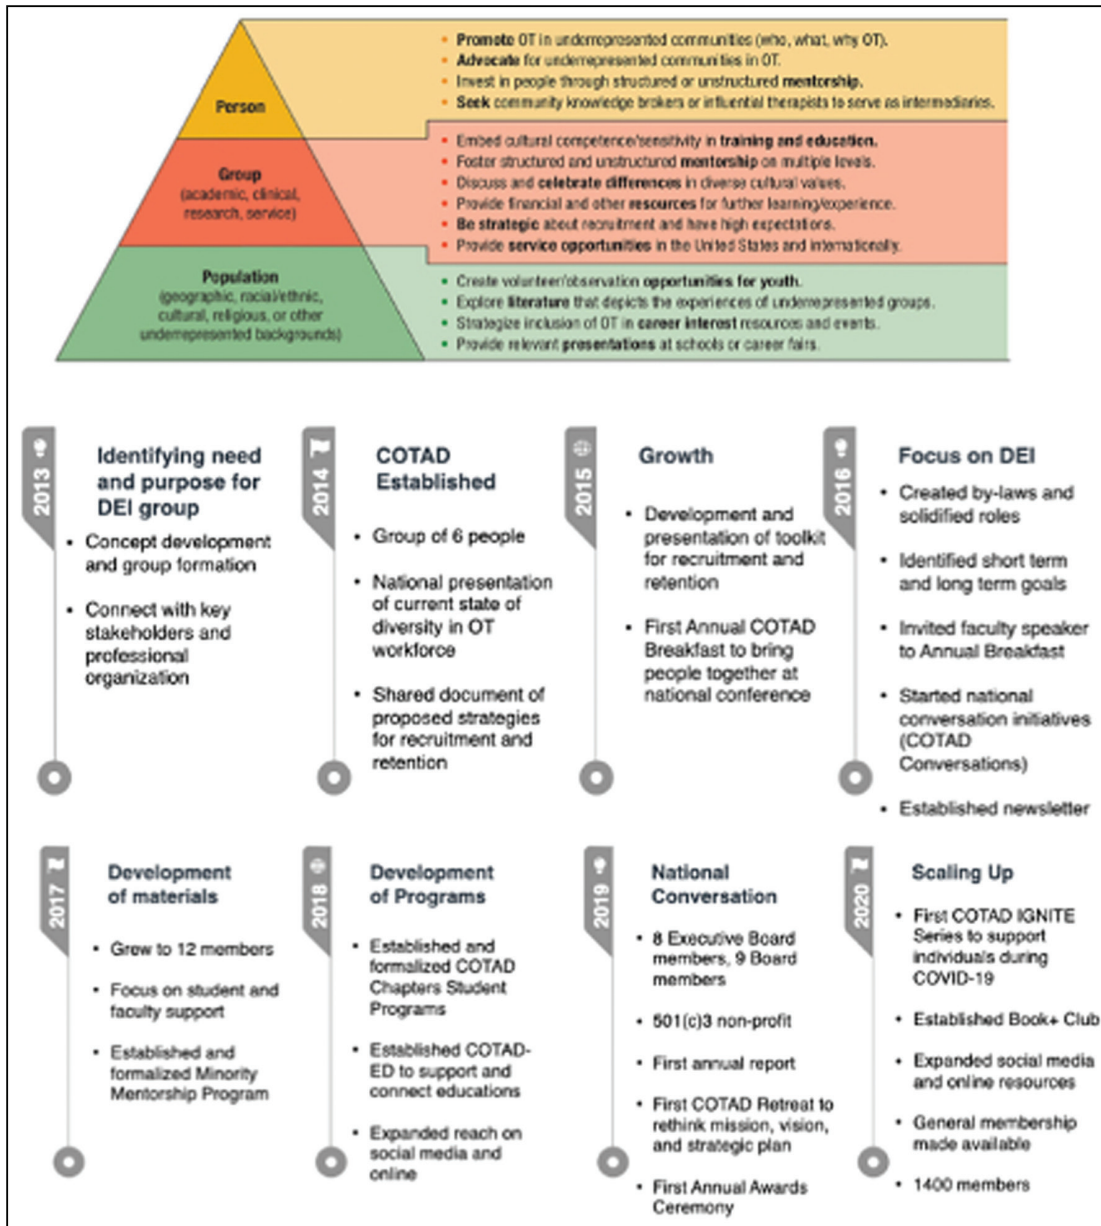 Person
• Promote OT in underrepresented communities (who, what, why OT).
• Advocate for underrepresented communities in OT.
• Invest in people through structured or unstructured mentorship.
• Seek community knowledge brokers or influential therapists to serve as intermediaries.
Group
(academic, clinical,
research, service)
• Embed cultural competence/sensitivity in training and education.
• Foster structured and unstructured mentorship on multiple levels.
• Discuss and celebrate differences in diverse cultural values.
• Provide financial and other resources for further learning/experience.
• Be strategic about recruitment and have high expectations.
• Provide service opportunities in the United States and internationally.
Population
(geographic, racial/ethnic,
cultural, religious, or other
underrepresented backgrounds)
• Create volunteer/observation opportunities for youth.
• Explore literature that depicts the experiences of underrepresented groups.
• Strategize inclusion of OT in career interest resources and events.
• Provide relevant presentations at schools or career fairs.
2013
Identifying need
and purpose for
DEI group
• Concept development
and group formation
• Connect with key
stakeholders and
professional
organization
2014
COTAD
Established
• Group of 6 people
• National presentation
of current state of
diversity in OT
workforce
• Shared document of
proposed strategies
for recruitment and
retention
2015
Growth
• Development and
presentation of toolkit
for recruitment and
retention
• First Annual COTAD
Breakfast to bring
people together at
national conference
2016
Focus on DEI
• Created by-laws and
solidified roles
• Identified short term
and long term goals
• Invited faculty speaker
to Annual Breakfast
• Started national
conversation initiatives
(COTAD
Conversations)
• Established newsletter
2017
Development
of materials
• Grew to 12 members
• Focus on student and
faculty support
• Established and
formalized Minority
Mentorship Program
2018
Development
of Programs
• Established and
formalized COTAD
Chapters Student
Programs
• Established COTAD-
ED to support and
connect educations
• Expanded reach on
social media and
online
2019
National
Conversation
• 8 Executive Board
members, 9 Board
members
• 501(c)3 non-profit
• First annual report
• First COTAD Retreat to
rethink mission, vision,
and strategic plan
• First Annual Awards
Ceremony
2020
Scaling Up
• First COTAD IGNITE
Series to support
individuals during
COVID-19
• Established Book+ Club
• Expanded social media
and online resources
• General membership
made available
• 1400 members